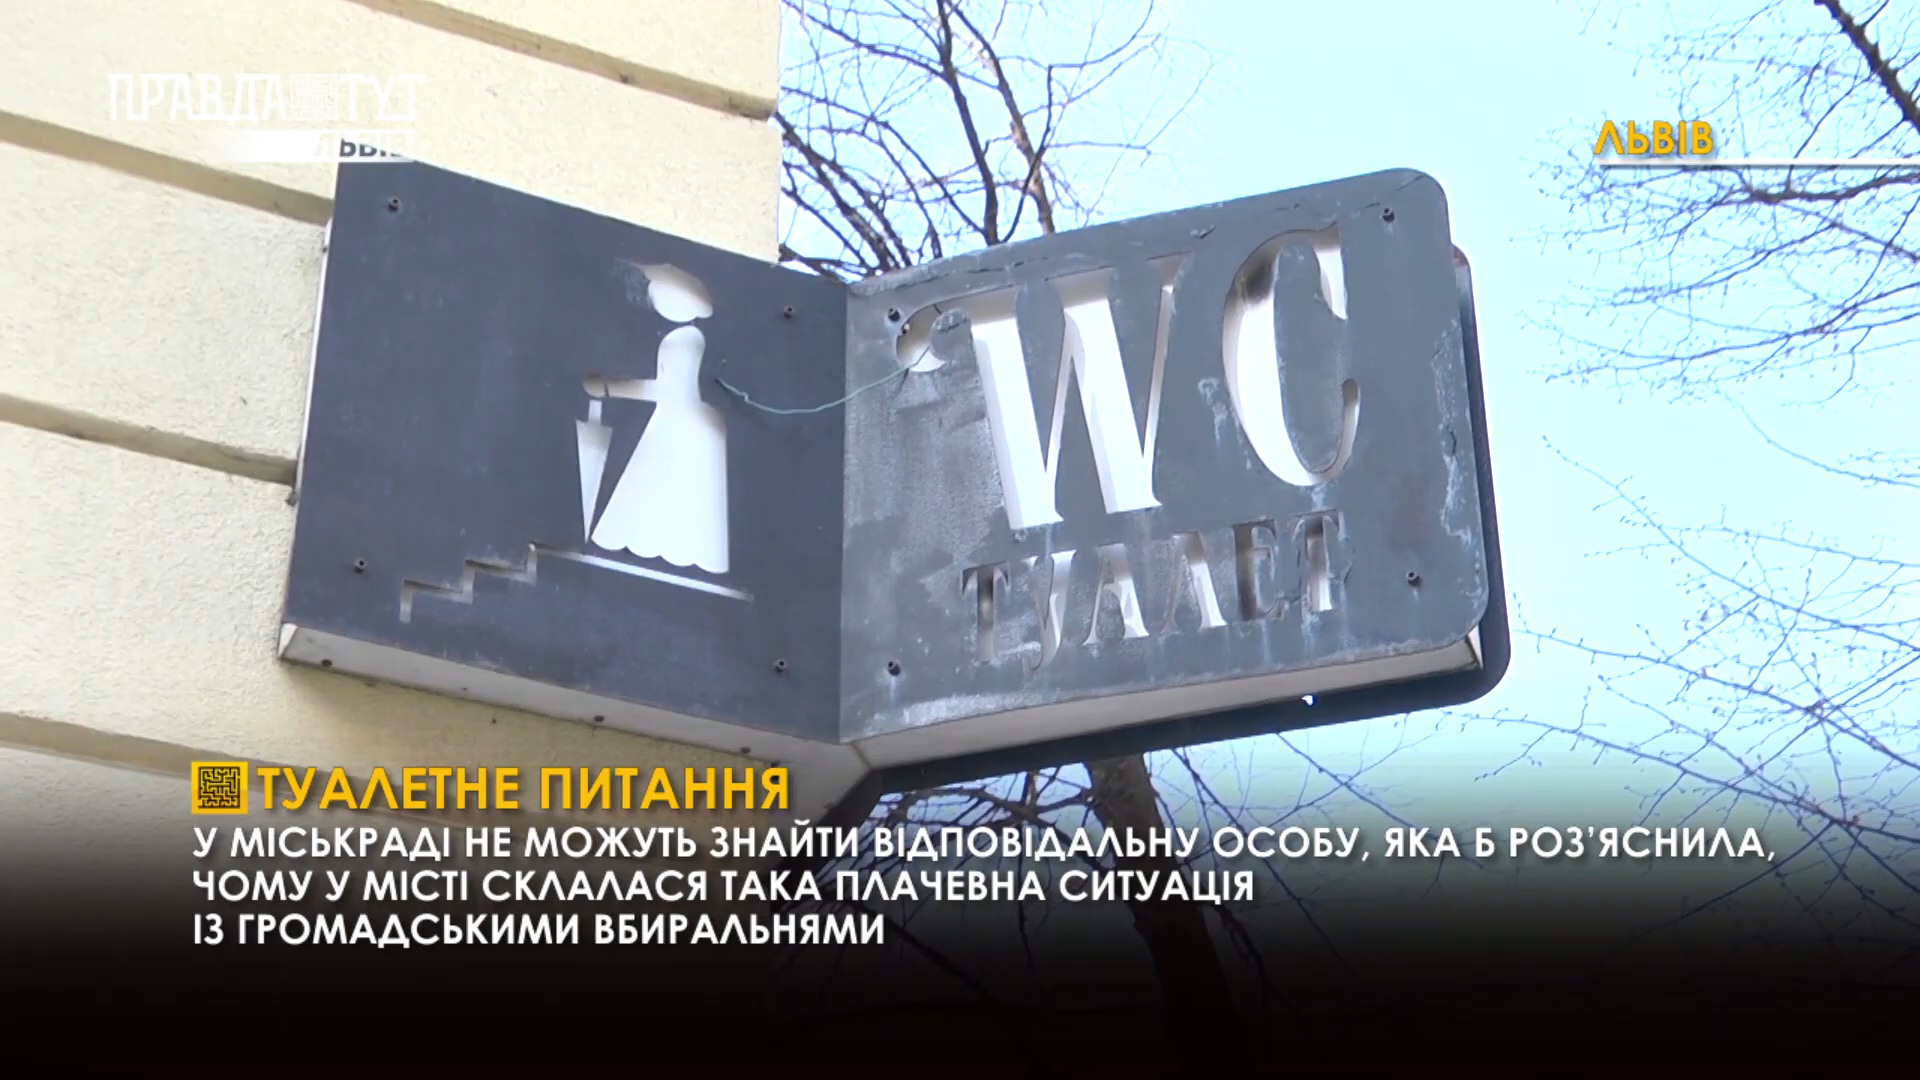 ПРАВДА ТУТ
ЛЬВІВ
ЛЬВІВ
WC
ТУАЛЕТ
ТУАЛЕТНЕ ПИТАННЯ
У МІСЬКРАДІ НЕ МОЖУТЬ ЗНАЙТИ ВІДПОВІДАЛЬНУ ОСОБУ, ЯКА Б РОЗ’ЯСНИЛА,
ЧОМУ У МІСТІ СКЛАЛАСЯ ТАКА ПЛАЧЕВНА СИТУАЦІЯ
ІЗ ГРОМАДСЬКИМИ ВБИРАЛЬНЯМИ